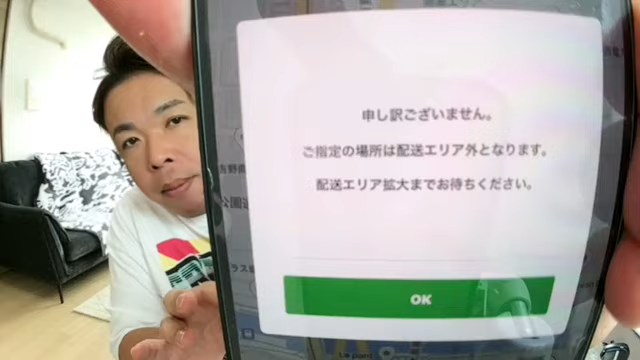 申し訳ございません。
ご指定の場所は配送エリア外となります。
配送エリア拡大までお待ちください。
OK